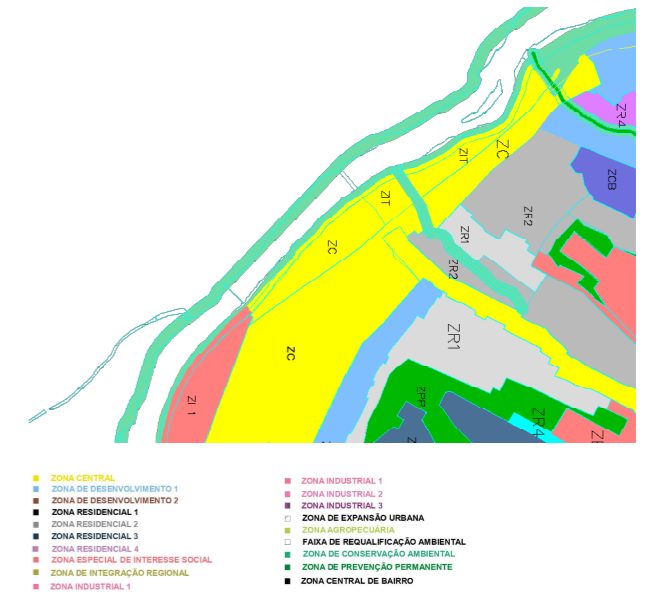 ZR4
ZC
ZIT
ZCB
ZIT
ZR2
ZR1
ZC
ZR2
ZC
ZR1
ZI 1
ZPP
ZR4
ZONA CENTRAL
ZONA DE DESENVOLVIMENTO 1
ZONA DE DESENVOLVIMENTO 2
ZONA RESIDENCIAL 1
ZONA RESIDENCIAL 2
ZONA RESIDENCIAL 3
ZONA RESIDENCIAL 4
ZONA ESPECIAL DE INTERESSE SOCIAL
ZONA DE INTEGRAÇÃO REGIONAL
ZONA INDUSTRIAL 1
ZONA INDUSTRIAL 1
ZONA INDUSTRIAL 2
ZONA INDUSTRIAL 3
ZONA DE EXPANSÃO URBANA
ZONA AGROPECUÁRIA
FAIXA DE REQUALIFICAÇÃO AMBIENTAL
ZONA DE CONSERVAÇÃO AMBIENTAL
ZONA DE PREVENÇÃO PERMANENTE
ZONA CENTRAL DE BAIRRO